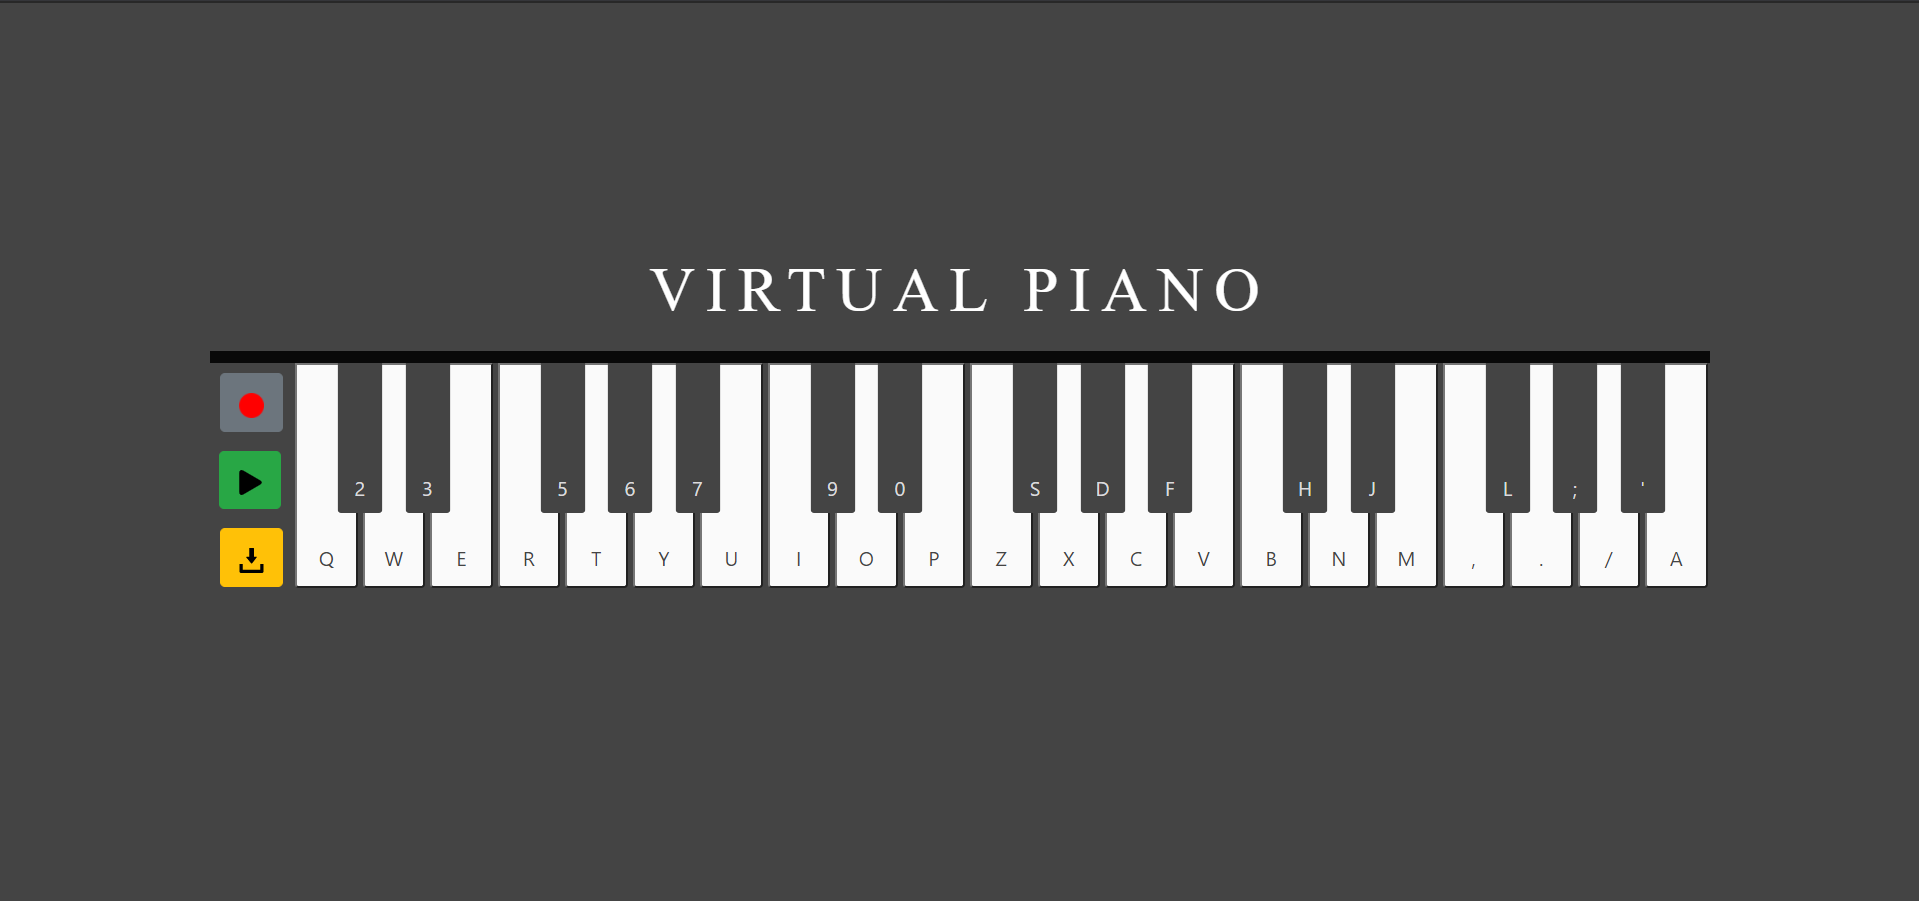 VIRTUAL PIANO
2 3 5 6 7 9 0 S D F H J L ; '
Q W E R T Y U I O P Z X C V B N M , . / A